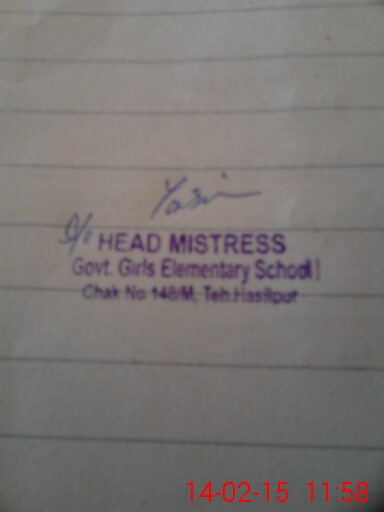 Yasin
I/c HEAD MISTRESS
Govt. Girls Elementary School
Chak No 148/M, Teh.Hasilpur
14-02-15 11:58